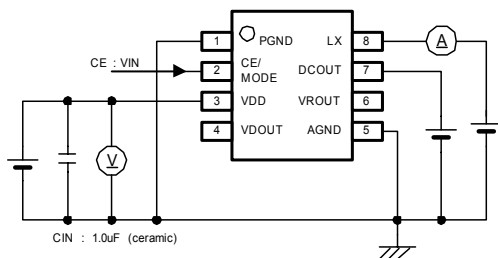 1 PGND LX 8 A
CE : VIN 2 CE/ MODE DCOUT 7
3 VDD VROUT 6
4 VDOUT AGND 5
V
CIN : 1.0uF (ceramic)